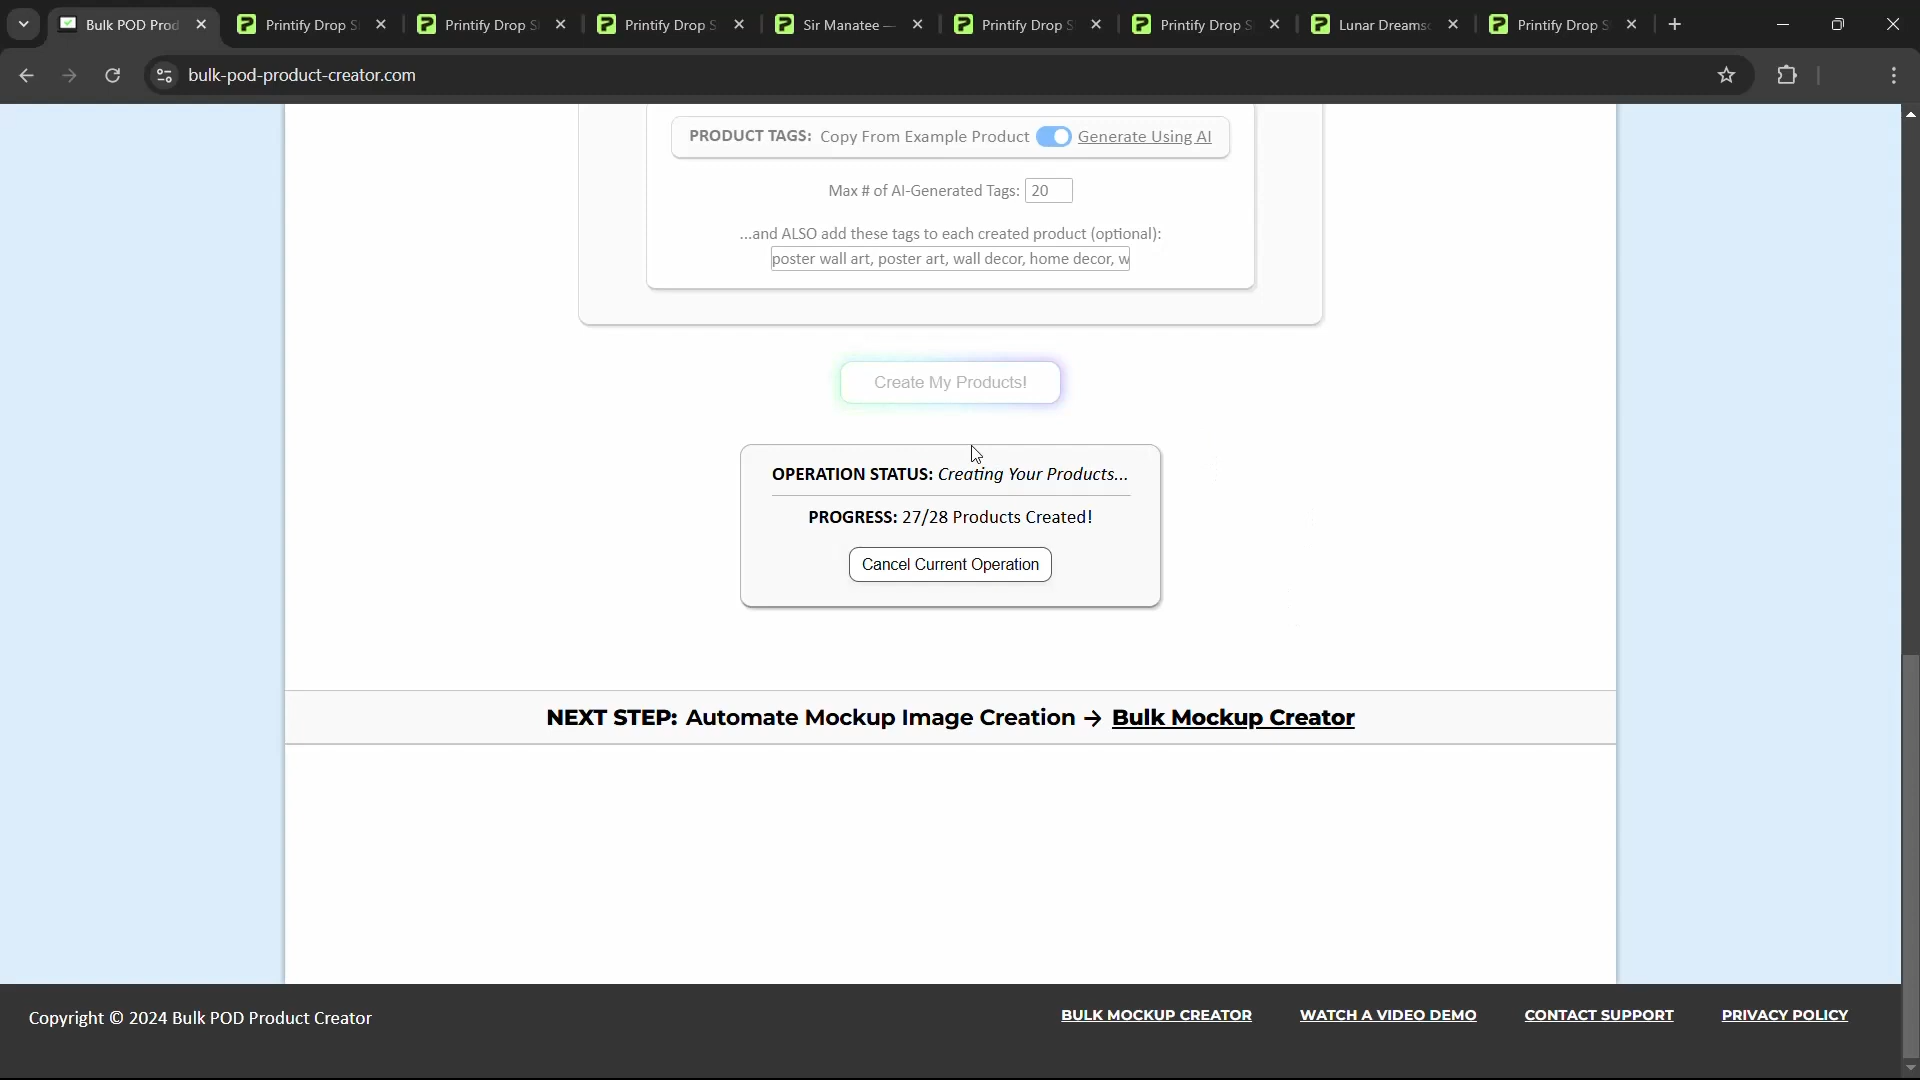 Bulk POD Prod
Printify Drop S
Printify Drop S
Printify Drop S
Sir Manatee —
Printify Drop S
Printify Drop S
Lunar Dreamsc
Printify Drop S
bulk-pod-product-creator.com
PRODUCT TAGS: Copy From Example Product Generate Using AI
Max # of AI-Generated Tags: 20
...and ALSO add these tags to each created product (optional):
poster wall art, poster art, wall decor, home decor, w
Create My Products!
OPERATION STATUS: Creating Your Products...
PROGRESS: 27/28 Products Created!
Cancel Current Operation
NEXT STEP: Automate Mockup Image Creation → Bulk Mockup Creator
Copyright © 2024 Bulk POD Product Creator
BULK MOCKUP CREATOR
WATCH A VIDEO DEMO
CONTACT SUPPORT
PRIVACY POLICY